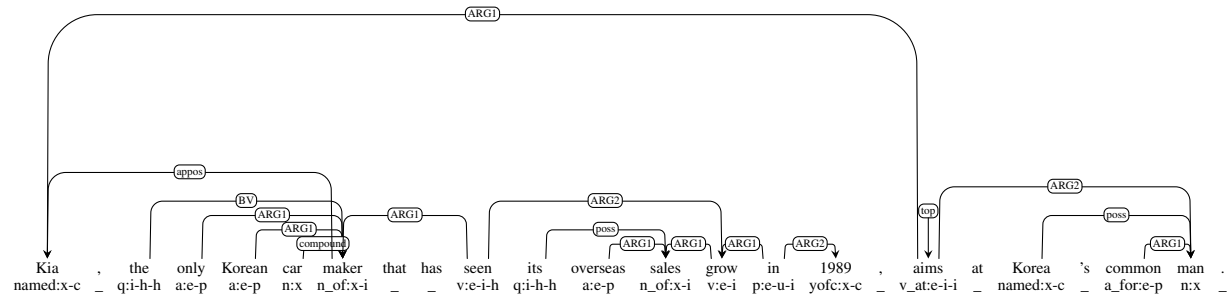 ARG1
appos
BV
ARG2
ARG2
ARG1
ARG1
top
poss
ARG1
poss
compound
ARG1
ARG1
ARG1
ARG2
ARG1
Kia , the only Korean car maker that has seen its overseas sales grow in 1989 , aims at Korea 's common man .
named:x-c _ q:i-h-h a:e-p a:e-p n:x n_of:x-i _ _ v:e-i-h q:i-h-h a:e-p n_of:x-i v:e-i p:e-u-i yofc:x-c _ v_at:e-i-i _ named:x-c _ a_for:e-p n:x _